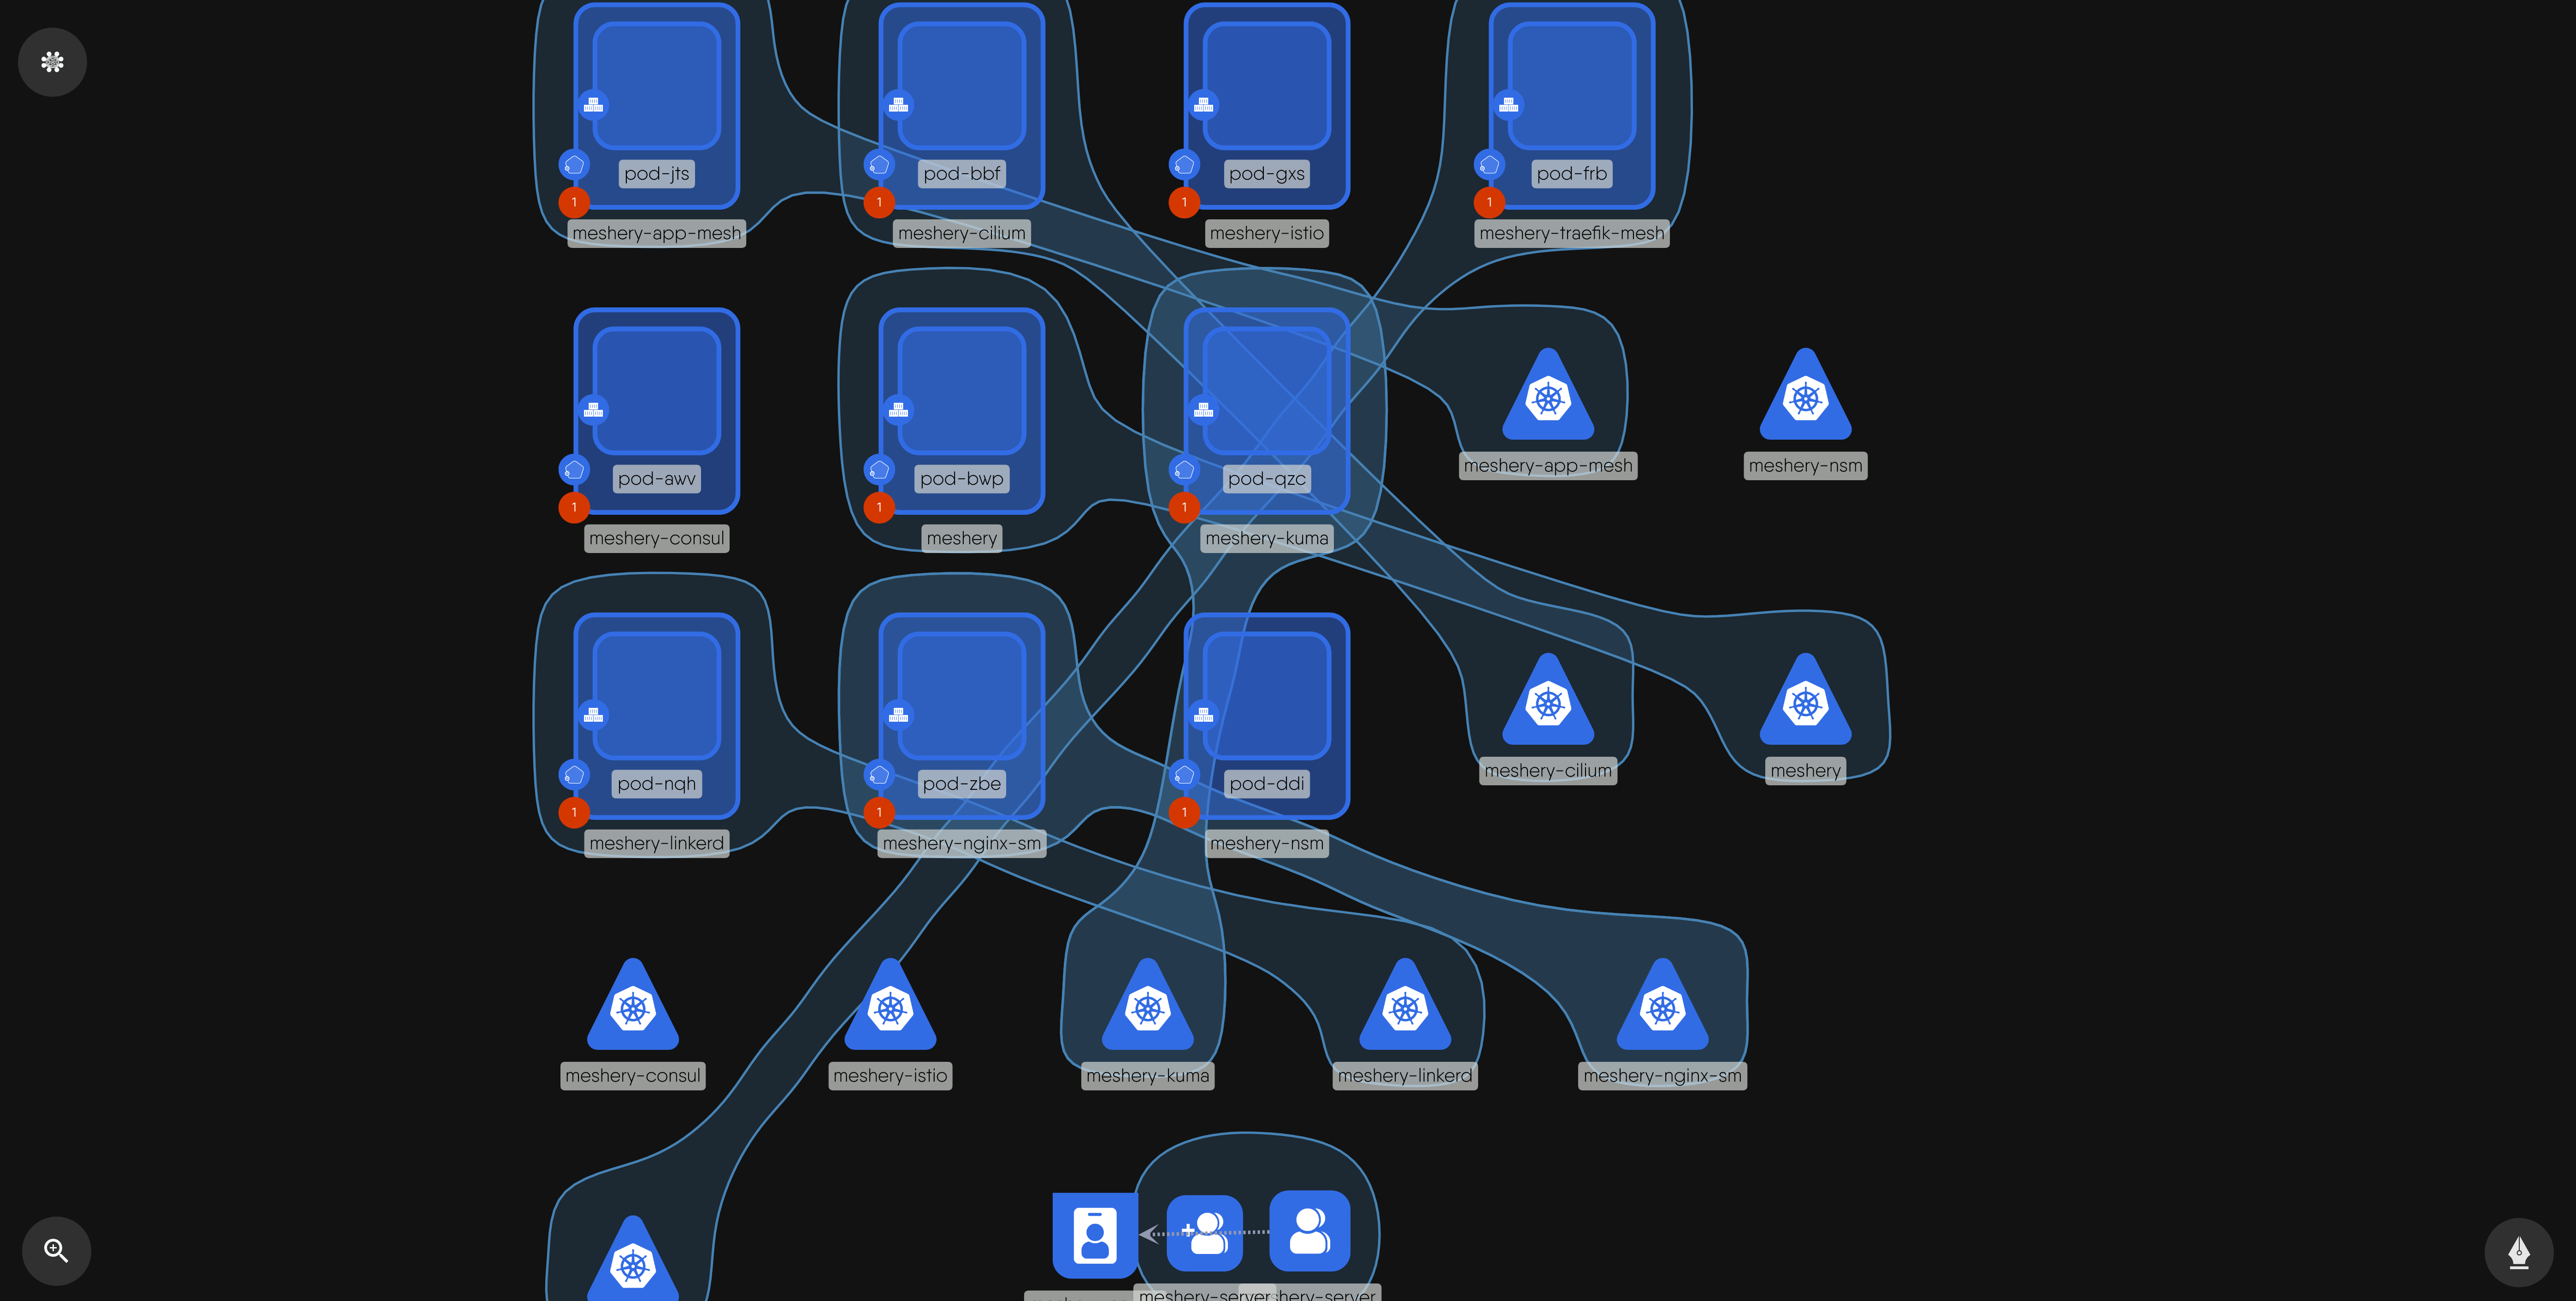 pod-jts
pod-bbf
pod-gxs
pod-frb
1
1
1
1
meshery-app-mesh
meshery-cilium
meshery-istio
meshery-traefik-mesh
pod-awv
pod-bwp
pod-qzc
meshery-app-mesh
meshery-nsm
1
1
1
meshery-consul
meshery
meshery-kuma
pod-nqh
pod-zbe
pod-ddi
meshery-cilium
meshery
1
1
1
meshery-linkerd
meshery-nginx-sm
meshery-nsm
meshery-consul
meshery-istio
meshery-kuma
meshery-linkerd
meshery-nginx-sm
meshery-server